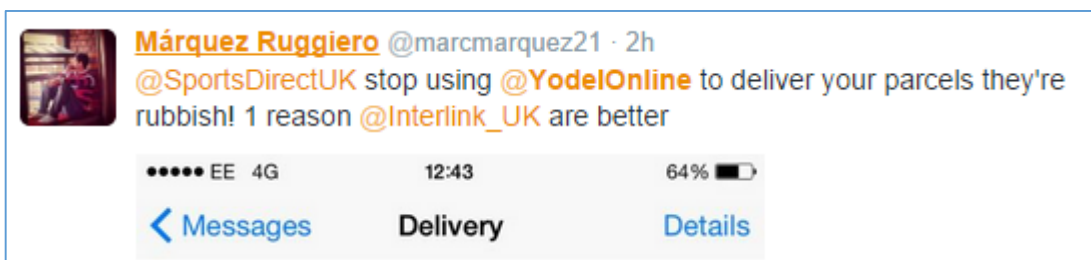 Márquez Ruggiero @marcmarquez21 · 2h
@SportsDirectUK stop using @YodelOnline to deliver your parcels they're
rubbish! 1 reason @Interlink_UK are better
●●●●● EE 4G 12:43 64%
Messages Delivery Details